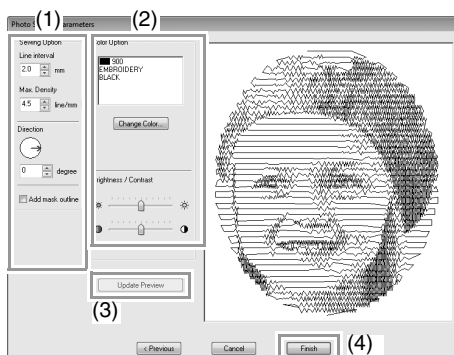 (1)
(2)
Photo S
arameters
Sewing Option
olor Option
Line interval
2.0 mm
Max. Density
4.5 line/mm
Direction
0 degree
Add mask outline
900
EMBROIDERY
BLACK
Change Color...
rightness / Contrast
Update Preview
(3)
< Previous
Cancel
Finish
(4)